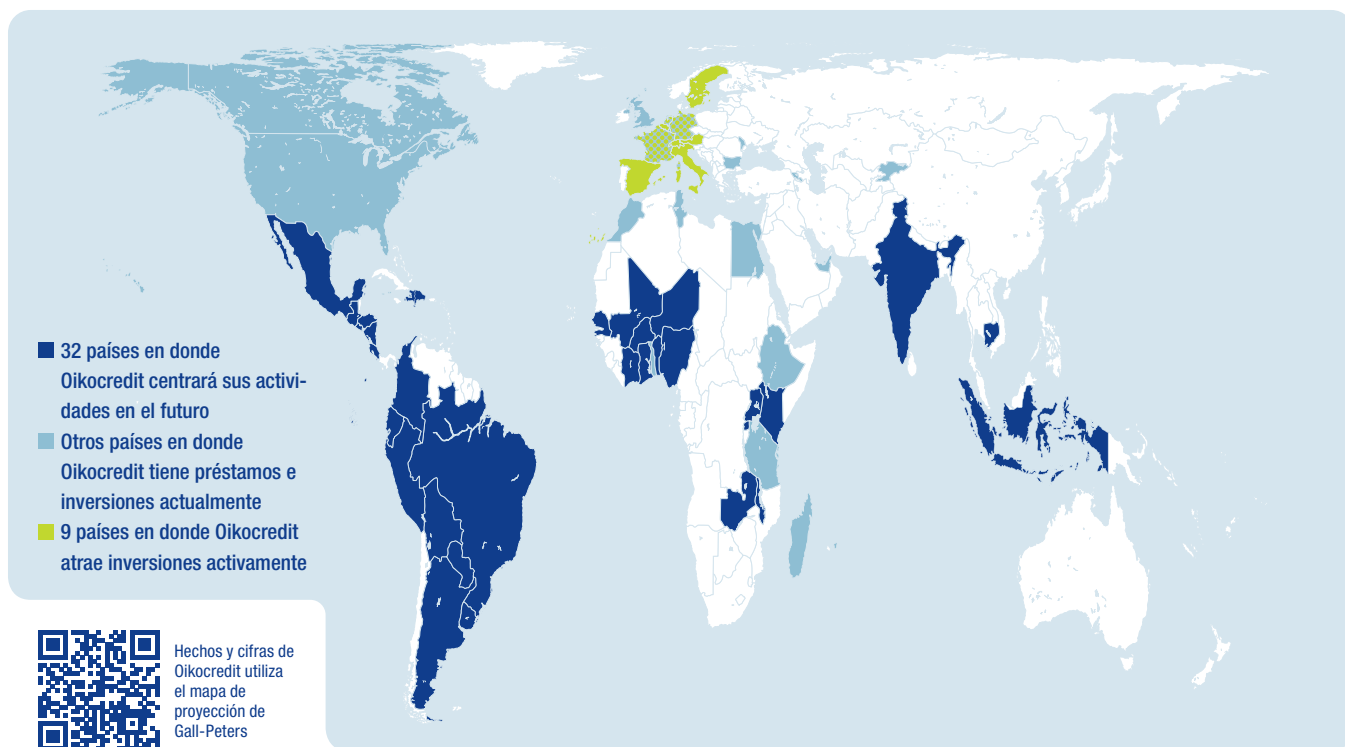 32 países en donde
Oikocredit centrará sus activi-
dades en el futuro
Otros países en donde
Oikocredit tiene préstamos e
inversiones actualmente
9 países en donde Oikocredit
atrae inversiones activamente
Hechos y cifras de
Oikocredit utiliza
el mapa de
proyección de
Gall-Peters